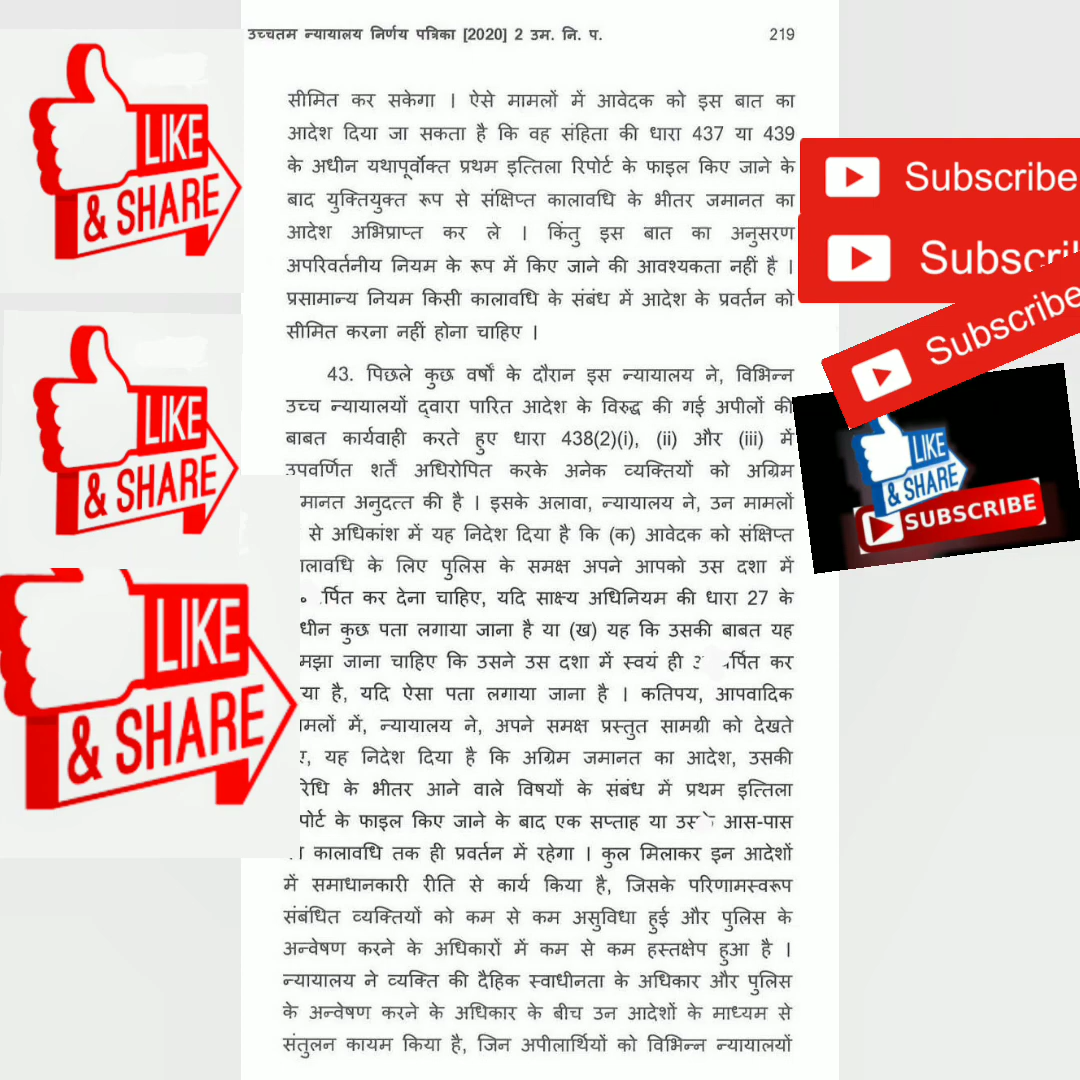 उच्चतम न्यायालय निर्णय पत्रिका [2020] 2 उम. नि. प. 219
सीमित कर सकेगा । ऐसे मामलों में आवेदक को इस बात का
आदेश दिया जा सकता है कि वह संहिता की धारा 437 या 439
के अधीन यथापूर्वोक्त प्रथम इत्तिला रिपोर्ट के फाइल किए जाने के
बाद युक्तियुक्त रूप से संक्षिप्त कालावधि के भीतर जमानत का
आदेश अभिप्राप्त कर ले । किंतु इस बात का अनुसरण
अपरिवर्तनीय नियम के रूप में किए जाने की आवश्यकता नहीं है ।
प्रसामान्य नियम किसी कालावधि के संबंध में आदेश के प्रवर्तन को
सीमित करना नहीं होना चाहिए ।
43. पिछले कुछ वर्षों के दौरान इस न्यायालय ने, विभिन्न
उच्च न्यायालयों द्वारा पारित आदेश के विरुद्ध की गई अपीलों की
बाबत कार्यवाही करते हुए धारा 438(2)(i), (ii) और (iii) में
उपवर्णित शर्तें अधिरोपित करके अनेक व्यक्तियों को अग्रिम
मानत अनुदत्त की है । इसके अलावा, न्यायालय ने, उन मामलों
से अधिकांश में यह निदेश दिया है कि (क) आवेदक को संक्षिप्त
लावधि के लिए पुलिस के समक्ष अपने आपको उस दशा में
र्पित कर देना चाहिए, यदि साक्ष्य अधिनियम की धारा 27 के
धीन कुछ पता लगाया जाना है या (ख) यह कि उसकी बाबत यह
मझा जाना चाहिए कि उसने उस दशा में स्वयं ही र्पित कर
या है, यदि ऐसा पता लगाया जाना है । कतिपय, आपवादिक
मलों में, न्यायालय ने, अपने समक्ष प्रस्तुत सामग्री को देखते
, यह निदेश दिया है कि अग्रिम जमानत का आदेश, उसकी
रिधि के भीतर आने वाले विषयों के संबंध में प्रथम इत्तिला
पोर्ट के फाइल किए जाने के बाद एक सप्ताह या आस-पास
कालावधि तक ही प्रवर्तन में रहेगा । कुल मिलाकर इन आदेशों
में समाधानकारी रीति से कार्य किया है, जिसके परिणामस्वरूप
संबंधित व्यक्तियों को कम से कम असुविधा हुई और पुलिस के
अन्वेषण करने के अधिकारों में कम से कम हस्तक्षेप हुआ है ।
न्यायालय ने व्यक्ति की दैहिक स्वाधीनता के अधिकार और पुलिस
के अन्वेषण करने के अधिकार के बीच उन आदेशों के माध्यम से
संतुलन कायम किया है, जिन अपीलार्थियों को विभिन्न न्यायालयों
LIKE
& SHARE
LIKE
& SHARE
LIKE
& SHARE
Subscribe
Subscri
Subscribe
LIKE
& SHARE
SUBSCRIBE